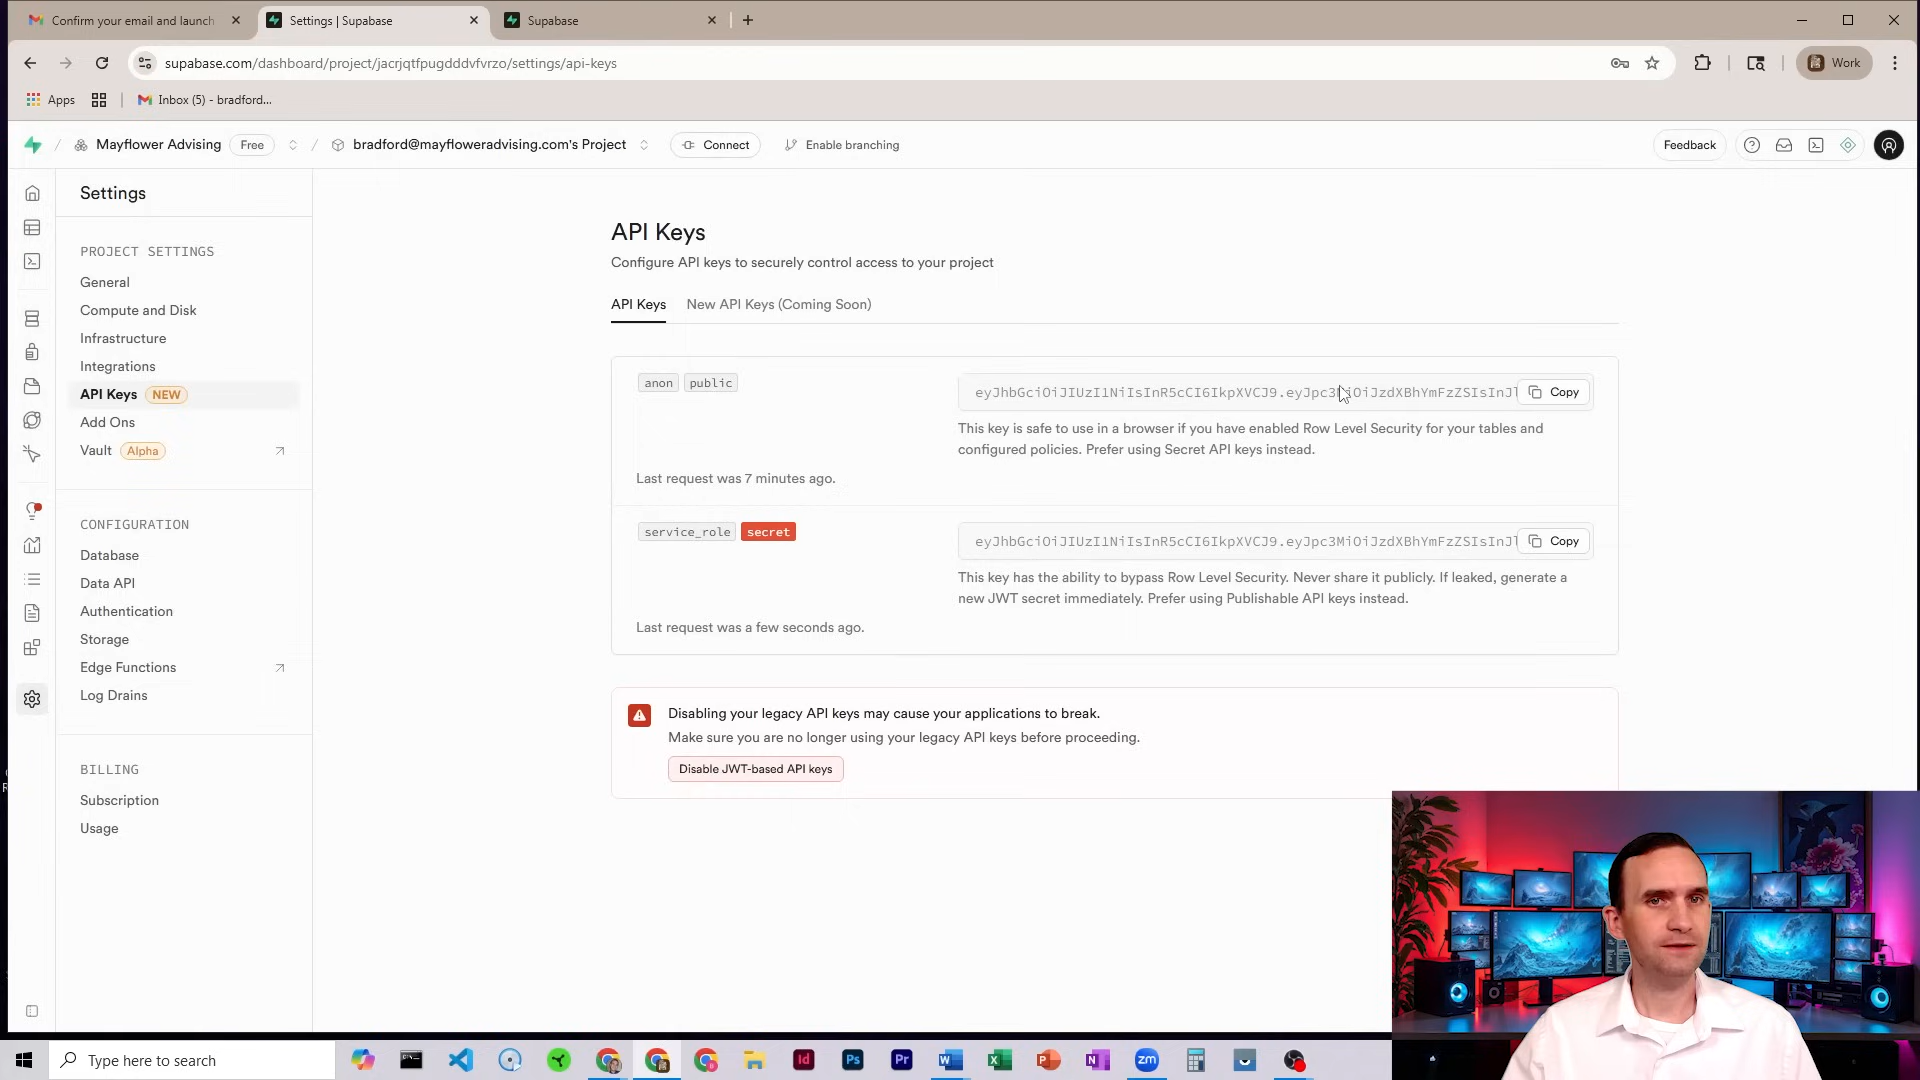 Confirm your email and launch
Settings | Supabase
Supabase
supabase.com/dashboard/project/jacrjqtfpugdddvfvrzo/settings/api-keys
Work
Apps
Inbox (5) - bradford...
Mayflower Advising
Free
bradford@mayfloweradvising.com's Project
Connect
Enable branching
Feedback
Settings
PROJECT SETTINGS
General
Compute and Disk
Infrastructure
Integrations
API Keys NEW
Add Ons
Vault Alpha
CONFIGURATION
Database
Data API
Authentication
Storage
Edge Functions
Log Drains
BILLING
Subscription
Usage
API Keys
Configure API keys to securely control access to your project
API Keys
New API Keys (Coming Soon)
anon public
Copy
This key is safe to use in a browser if you have enabled Row Level Security for your tables and
configured policies. Prefer using Secret API keys instead.
Last request was 7 minutes ago.
service_role secret
eyJhbGciOiJIUzI1NiIsInR5cCI6IkpXVCJ9.eyJpc3MiOiJzdXBhYmFzZSIsInJl
Copy
This key has the ability to bypass Row Level Security. Never share it publicly. If leaked, generate a
new JWT secret immediately. Prefer using Publishable API keys instead.
Last request was a few seconds ago.
Disabling your legacy API keys may cause your applications to break.
Make sure you are no longer using your legacy API keys before proceeding.
Disable JWT-based API keys
Type here to search